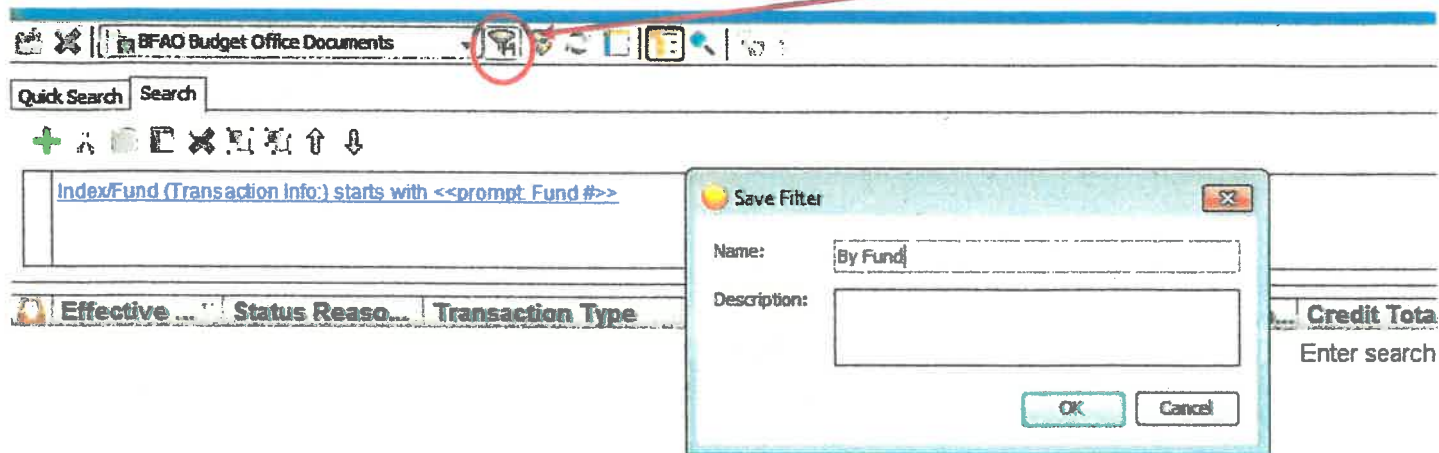 BFAO Budget Office Documents
Quick Search Search
Index/Fund (Transaction Info:) starts with <<prompt: Fund #>>
Save Filter
Name: By Fund
Description:
Effective ... Status Reaso... Transaction Type ... Credit Tota
Enter search
OK Cancel